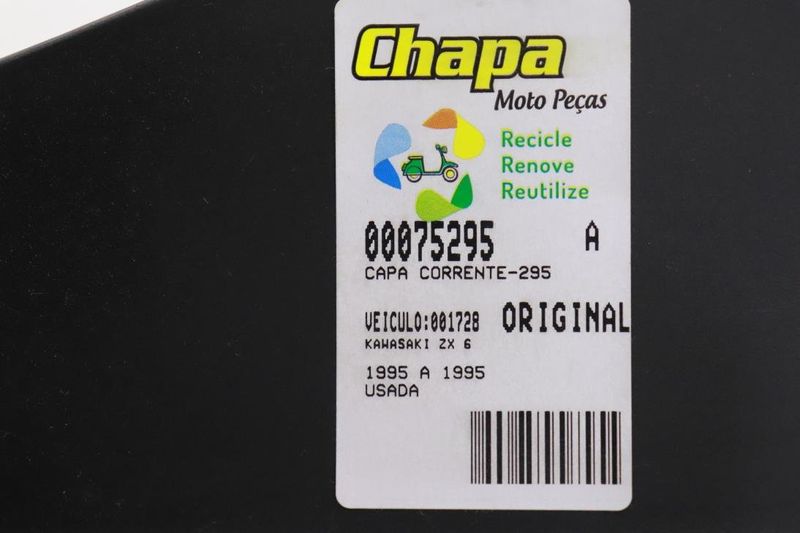 Chapa
Moto Peças
Recicle
Renove
Reutilize
00075295 A
CAPA CORRENTE-295
VEICULO:001728 ORIGINAL
KAWASAKI ZX 6
1995 A 1995
USADA